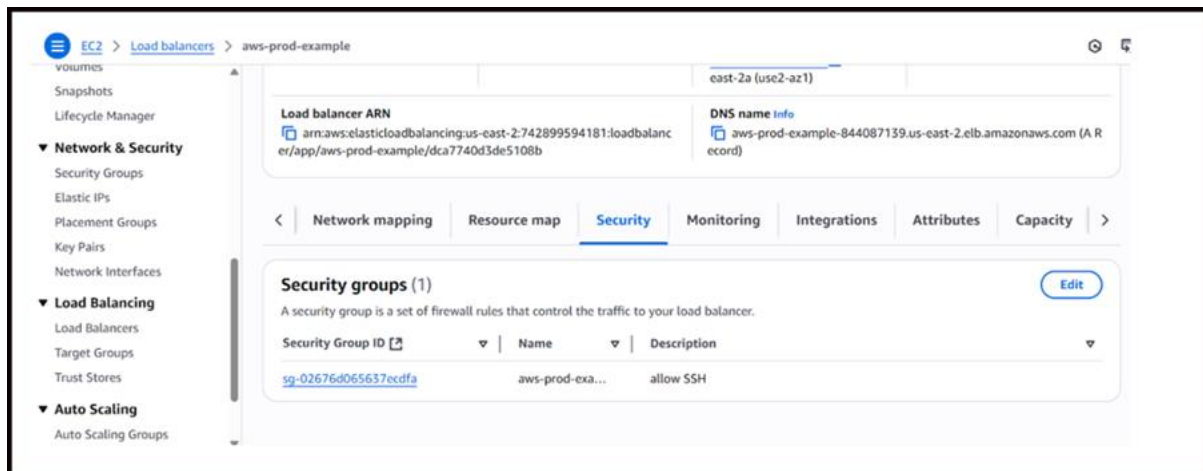 EC2 > Load balancers > aws-prod-example
Volumes
Snapshots
Lifecycle Manager
▼ Network & Security
Security Groups
Elastic IPs
Placement Groups
Key Pairs
Network Interfaces
▼ Load Balancing
Load Balancers
Target Groups
Trust Stores
▼ Auto Scaling
Auto Scaling Groups
east-2a (use2-az1)
Load balancer ARN
arn:aws:elasticloadbalancing:us-east-2:742899594181:loadbalanc
er/app/aws-prod-example/dca7740d3de5108b
DNS name Info
aws-prod-example-844087139.us-east-2.elb.amazonaws.com (A R
ecord)
< Network mapping Resource map Security Monitoring Integrations Attributes Capacity >
Security groups (1)
Edit
A security group is a set of firewall rules that control the traffic to your load balancer.
Security Group ID Name Description
sg-02676d065637ecdfa aws-prod-exa... allow SSH